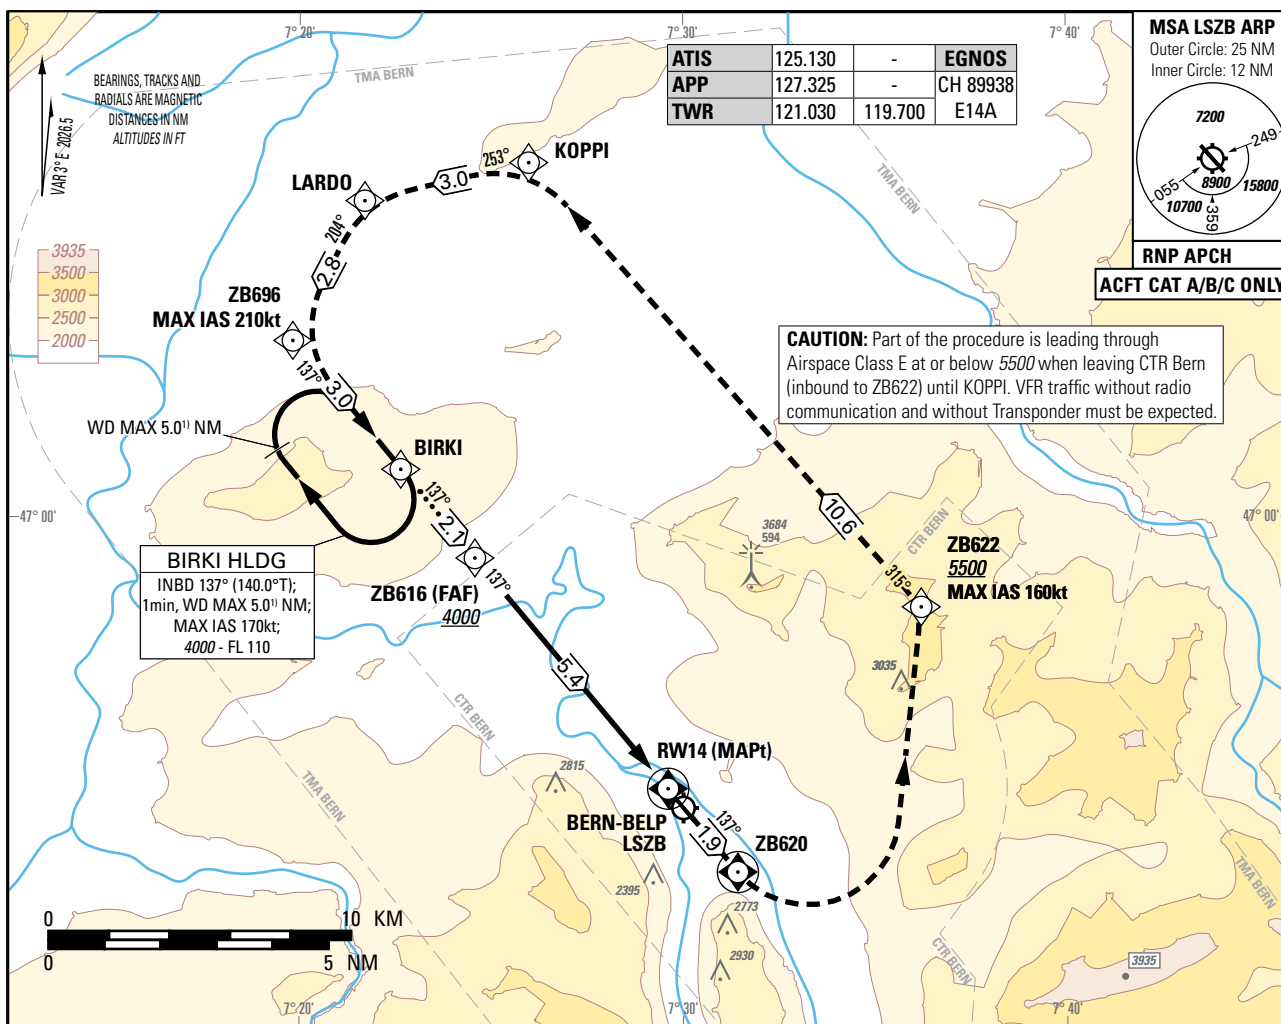 7° 20'
7° 30'
7° 40'
MSA LSZB ARP
Outer Circle: 25 NM
Inner Circle: 12 NM
7200
249
8900
15800
055
10700
359
RNP APCH
ACFT CAT A/B/C ONLY
ATIS 125.130 - EGNOS
APP 127.325 - CH 89938
TWR 121.030 119.700 E14A
BEARINGS, TRACKS AND
RADIALS ARE MAGNETIC
DISTANCES IN NM
ALTITUDES IN FT
VAR 3° E 2026.5
TMA BERN
TMA BERN
KOPPI
253°
3.0
LARDO
204°
2.8
3935
3500
3000
2500
2000
ZB696
MAX IAS 210kt
137°
3.0
CAUTION: Part of the procedure is leading through
Airspace Class E at or below 5500 when leaving CTR Bern
(inbound to ZB622) until KOPPI. VFR traffic without radio
communication and without Transponder must be expected.
WD MAX 5.0¹⁾ NM
BIRKI
137°
2.1
10.6
47° 00'
47° 00'
3684
594
CTR BERN
ZB622
5500
MAX IAS 160kt
315°
BIRKI HLDG
INBD 137° (140.0°T);
1min, WD MAX 5.0¹⁾ NM;
MAX IAS 170kt;
4000 - FL 110
ZB616 (FAF)
4000
137°
5.4
3035
CTR BERN
TMA BERN
RW14 (MAPt)
2815
BERN-BELP
LSZB
137°
1.9
ZB620
2395
2773
2930
TMA BERN
CTR BERN
3935
0 10 KM
0 5 NM
7° 20'
7° 30'
7° 40'